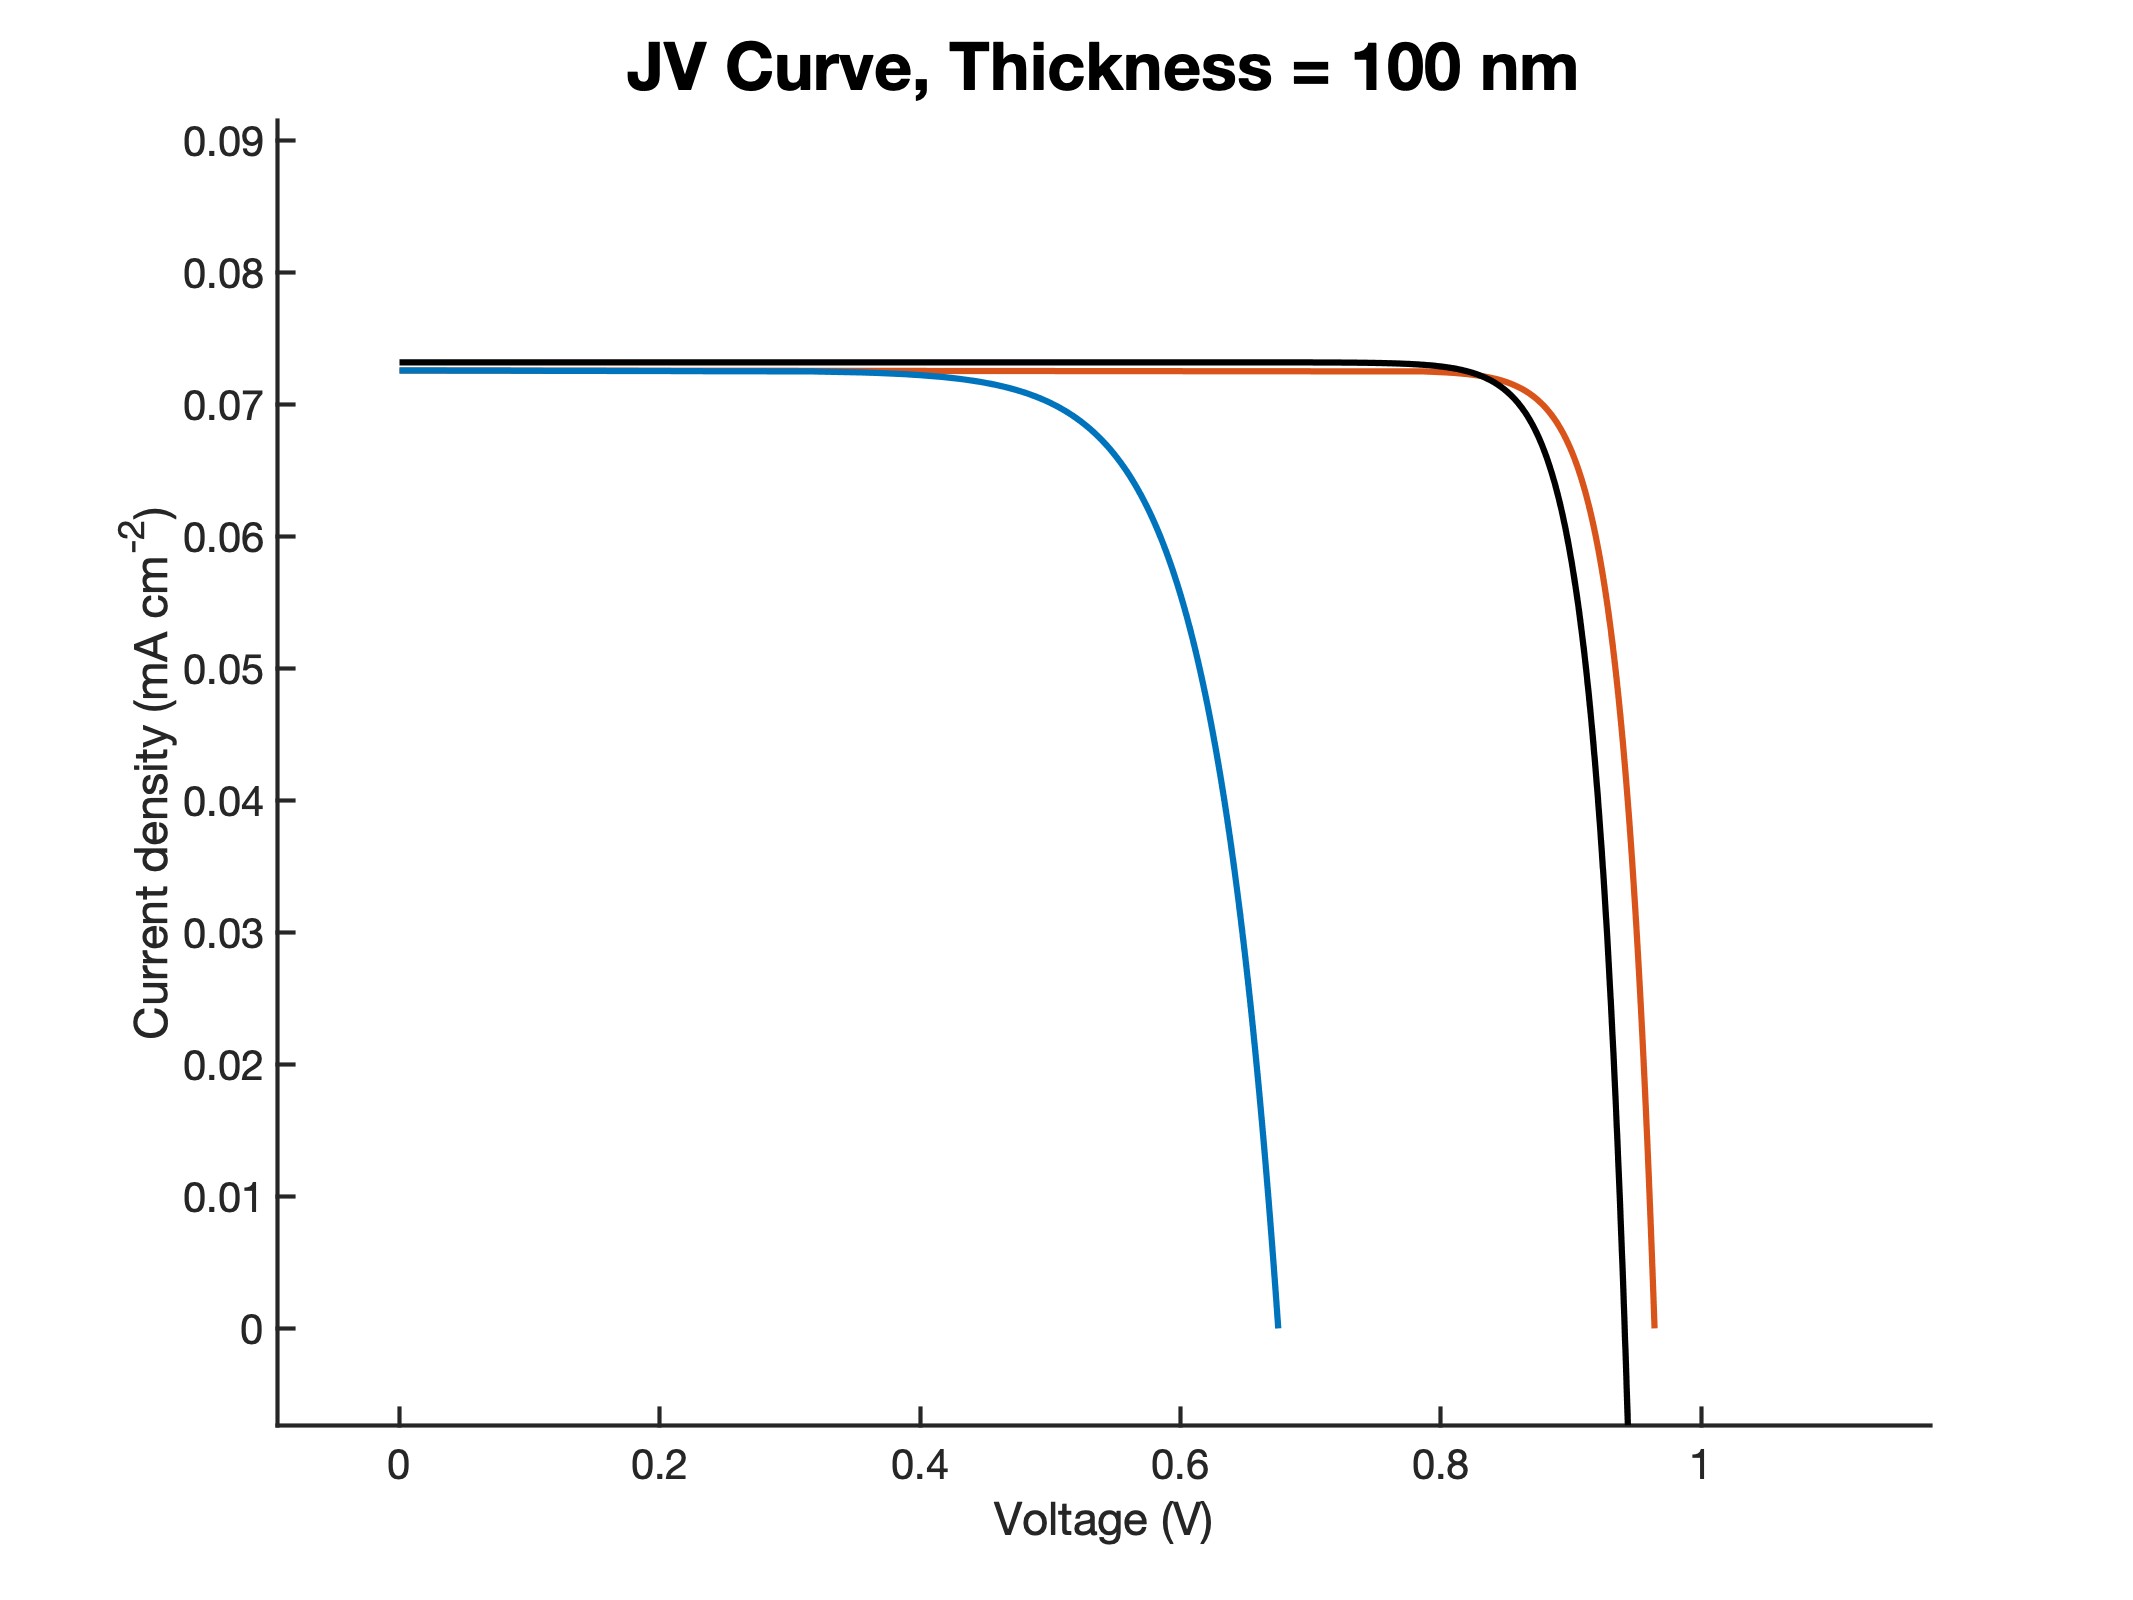 JV Curve, Thickness = 100 nm
0.09
0.08
0.07
0.06
0.05
0.04
0.03
0.02
0.01
0
Current density (mA cm⁻²)
0 0.2 0.4 0.6 0.8 1
Voltage (V)